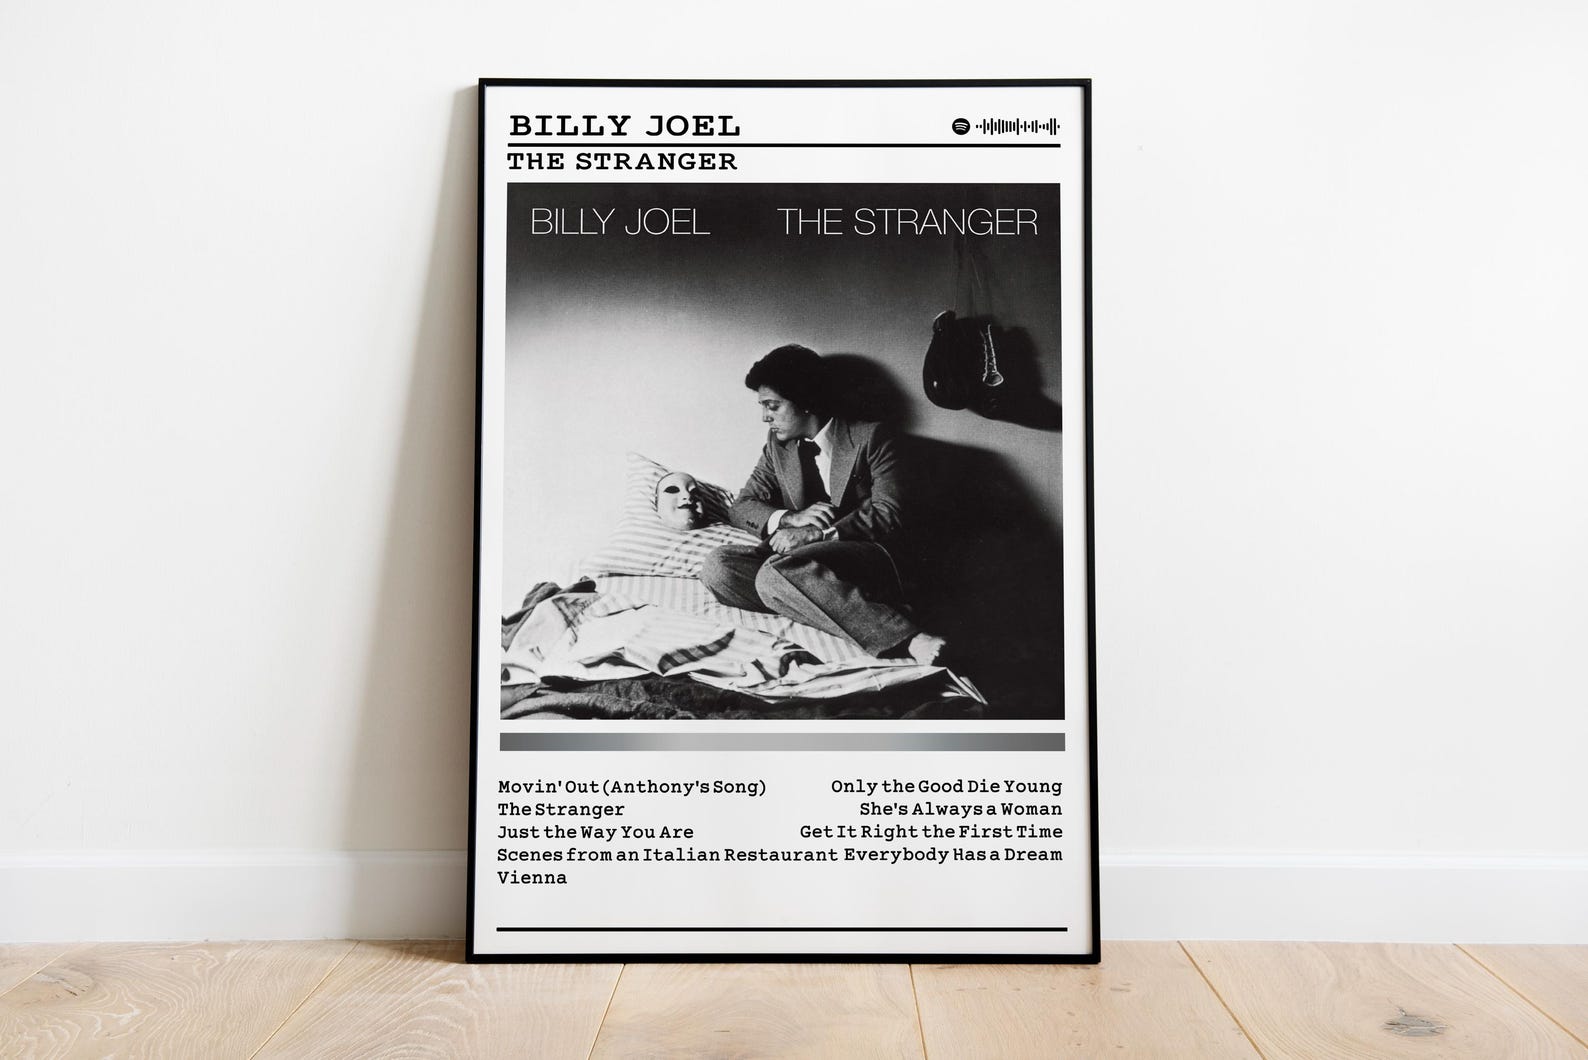 BILLY JOEL
THE STRANGER
BILLY JOEL THE STRANGER
Movin' Out (Anthony's Song)
The Stranger
Just the Way You Are
Scenes from an Italian Restaurant
Vienna
Only the Good Die Young
She's Always a Woman
Get It Right the First Time
Everybody Has a Dream